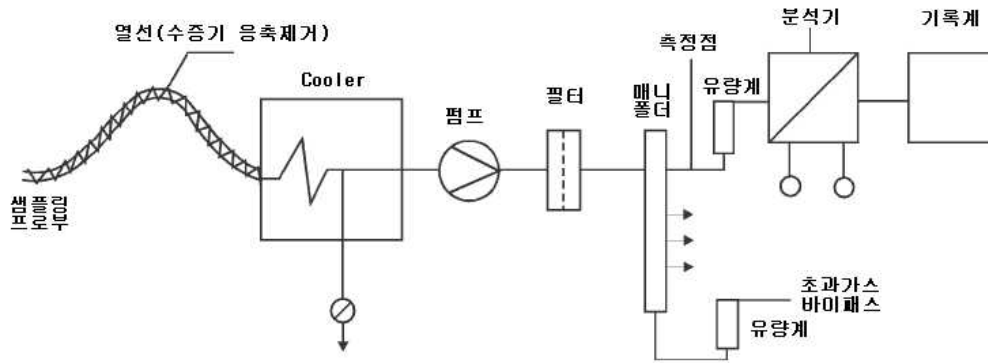 열선(수증기 응축제거)
Cooler
펌프
필터
매니
폴더
측정점
유량계
분석기
기록계
샘플링
프로부
초과가스
바이패스
유량계